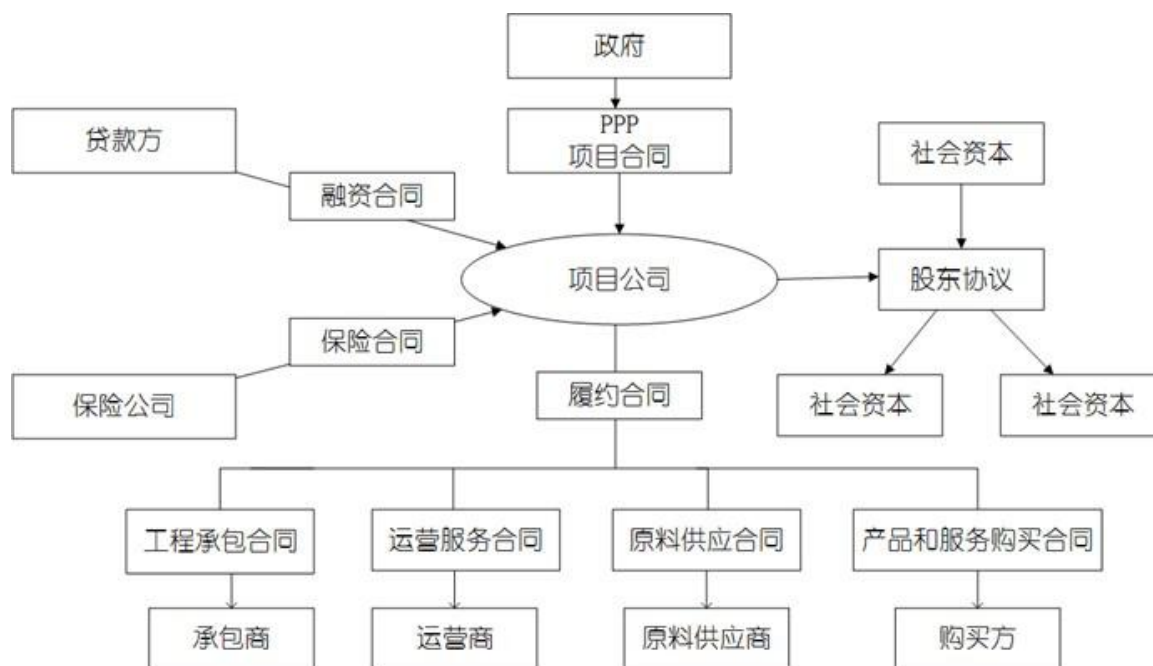 政府
贷款方
PPP
项目合同
社会资本
融资合同
项目公司
股东协议
保险合同
保险公司
履约合同
社会资本
社会资本
工程承包合同
运营服务合同
原料供应合同
产品和服务购买合同
承包商
运营商
原料供应商
购买方